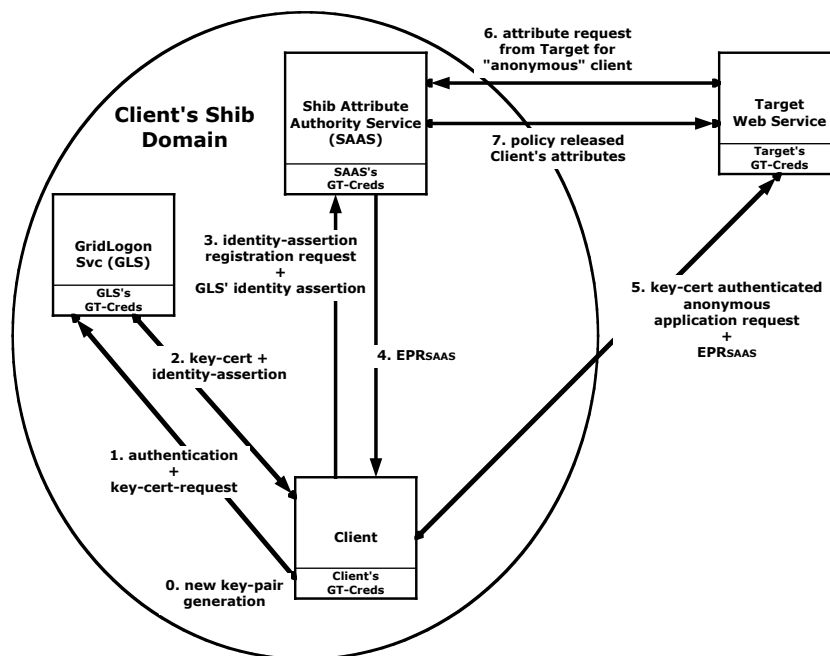 6. attribute request
from Target for
"anonymous" client
Client's Shib
Domain
Shib Attribute
Authority Service
(SAAS)
SAAS's
GT-Creds
Target
Web Service
Target's
GT-Creds
7. policy released
Client's attributes
GridLogon
Svc (GLS)
GLS's
GT-Creds
3. identity-assertion
registration request
+
GLS' identity assertion
5. key-cert authenticated
anonymous
application request
+
EPRSAAS
2. key-cert +
identity-assertion
4. EPRSAAS
1. authentication
+
key-cert-request
Client
Client's
GT-Creds
0. new key-pair
generation